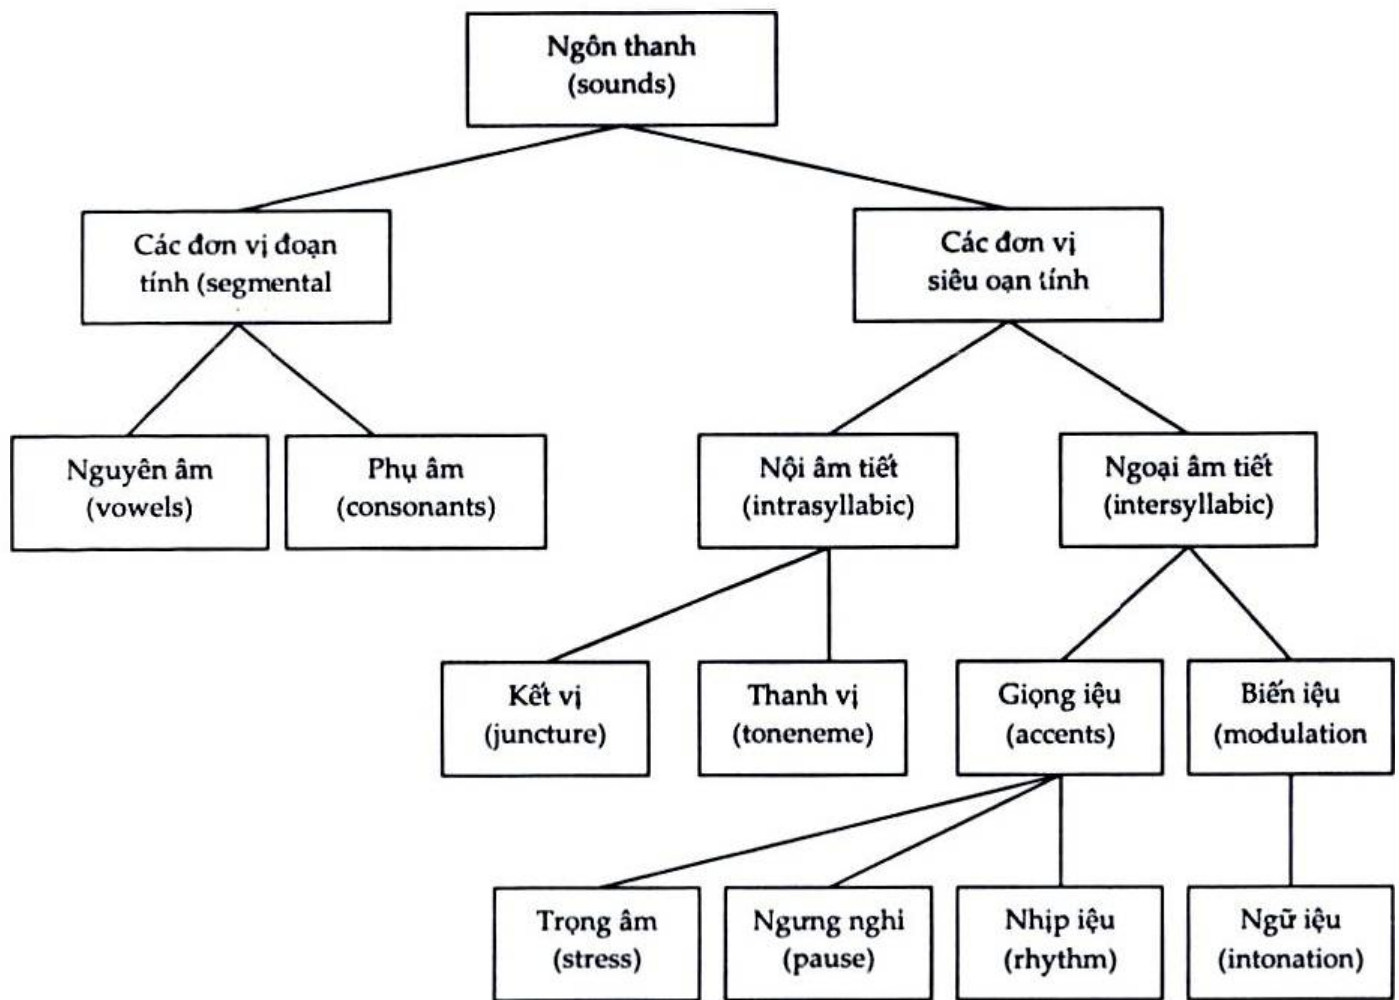 Ngôn thanh
(sounds)
Các đơn vị đoạn
tính (segmental
Các đơn vị
siêu oạn tính
Nguyên âm
(vowels)
Phụ âm
(consonants)
Nội âm tiết
(intrasyllabic)
Ngoại âm tiết
(intersyllabic)
Kết vị
(juncture)
Thanh vị
(toneneme)
Giọng iệu
(accents)
Biến iệu
(modulation
Trọng âm
(stress)
Ngưng nghi
(pause)
Nhịp iệu
(rhythm)
Ngữ iệu
(intonation)